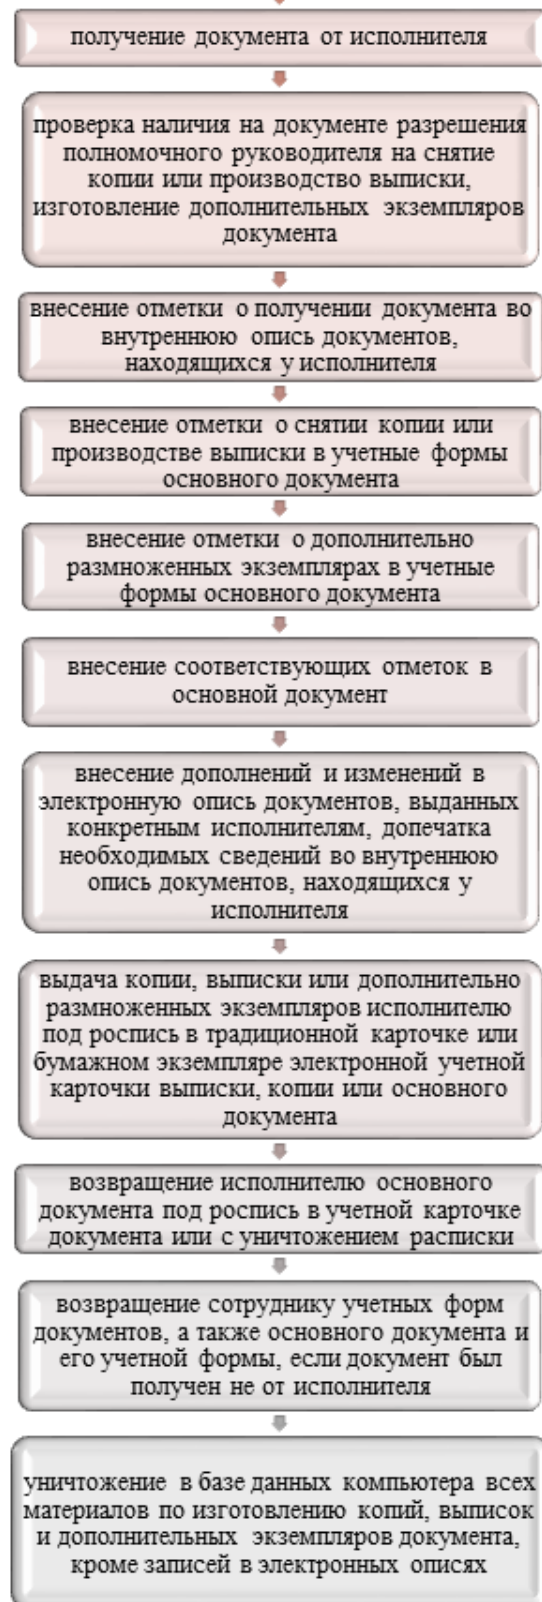 получение документа от исполнителя
проверка наличия на документе разрешения
полномочного руководителя на снятие
копии или производство выписки,
изготовление дополнительных экземпляров
документа
внесение отметки о получении документа во
внутреннюю опись документов,
находящихся у исполнителя
внесение отметки о снятии копии или
производстве выписки в учетные формы
основного документа
внесение отметки о дополнительно
размноженных экземплярах в учетные
формы основного документа
внесение соответствующих отметок в
основной документ
внесение дополнений и изменений в
электронную опись документов, выданных
конкретным исполнителям, допечатка
необходимых сведений во внутреннюю
опись документов, находящихся у
исполнителя
выдача копии, выписки или дополнительно
размноженных экземпляров исполнителю
под роспись в традиционной карточке или
бумажном экземпляре электронной учетной
карточки выписки, копии или основного
документа
возвращение исполнителю основного
документа под роспись в учетной карточке
документа или с уничтожением расписки
возвращение сотруднику учетных форм
документов, а также основного документа и
его учетной формы, если документ был
получен не от исполнителя
уничтожение в базе данных компьютера всех
материалов по изготовлению копий, выписок
и дополнительных экземпляров документа,
кроме записей в электронных описях